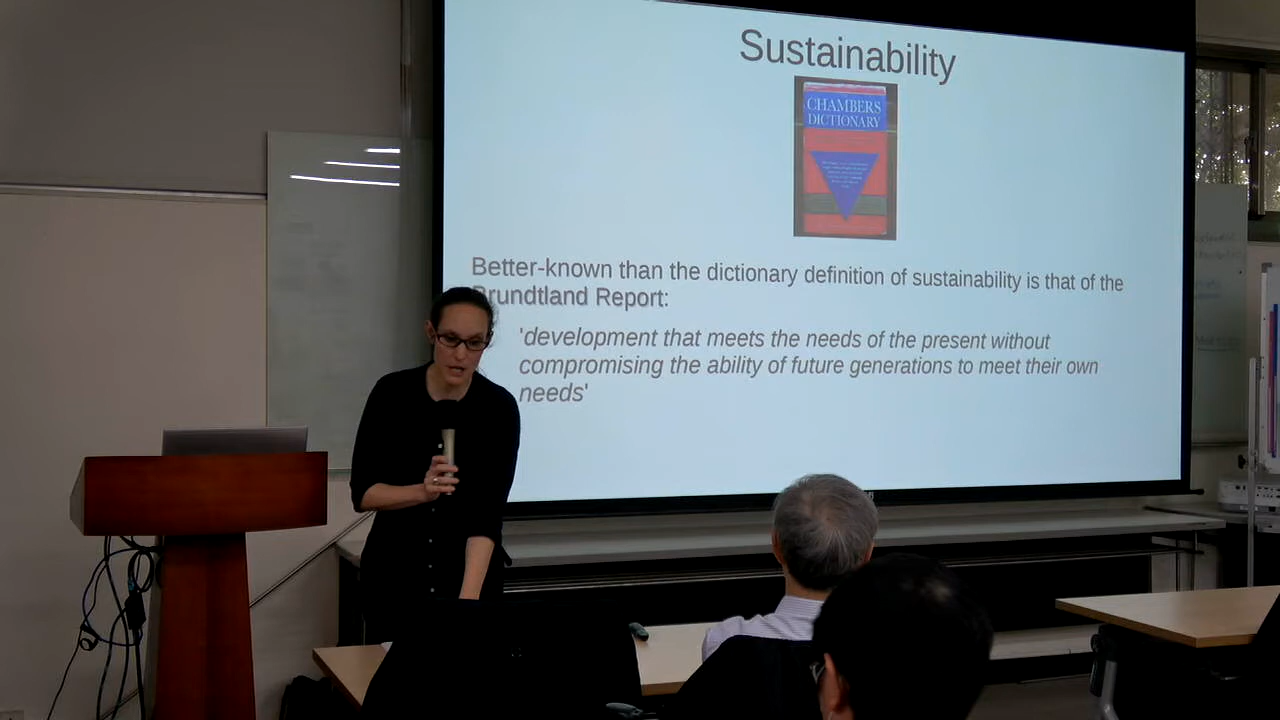 Sustainability
CHAMBERS
DICTIONARY
Better-known than the dictionary definition of sustainability is that of the
Brundtland Report:
'development that meets the needs of the present without
compromising the ability of future generations to meet their own
needs'